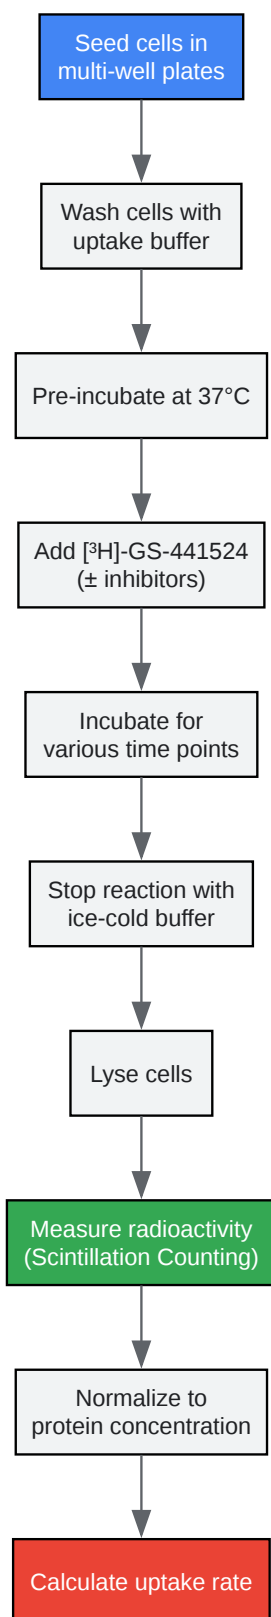 Seed cells in
multi-well plates
Wash cells with
uptake buffer
Pre-incubate at 37°C
Add [³H]-GS-441524
(± inhibitors)
Incubate for
various time points
Stop reaction with
ice-cold buffer
Lyse cells
Measure radioactivity
(Scintillation Counting)
Normalize to
protein concentration
Calculate uptake rate